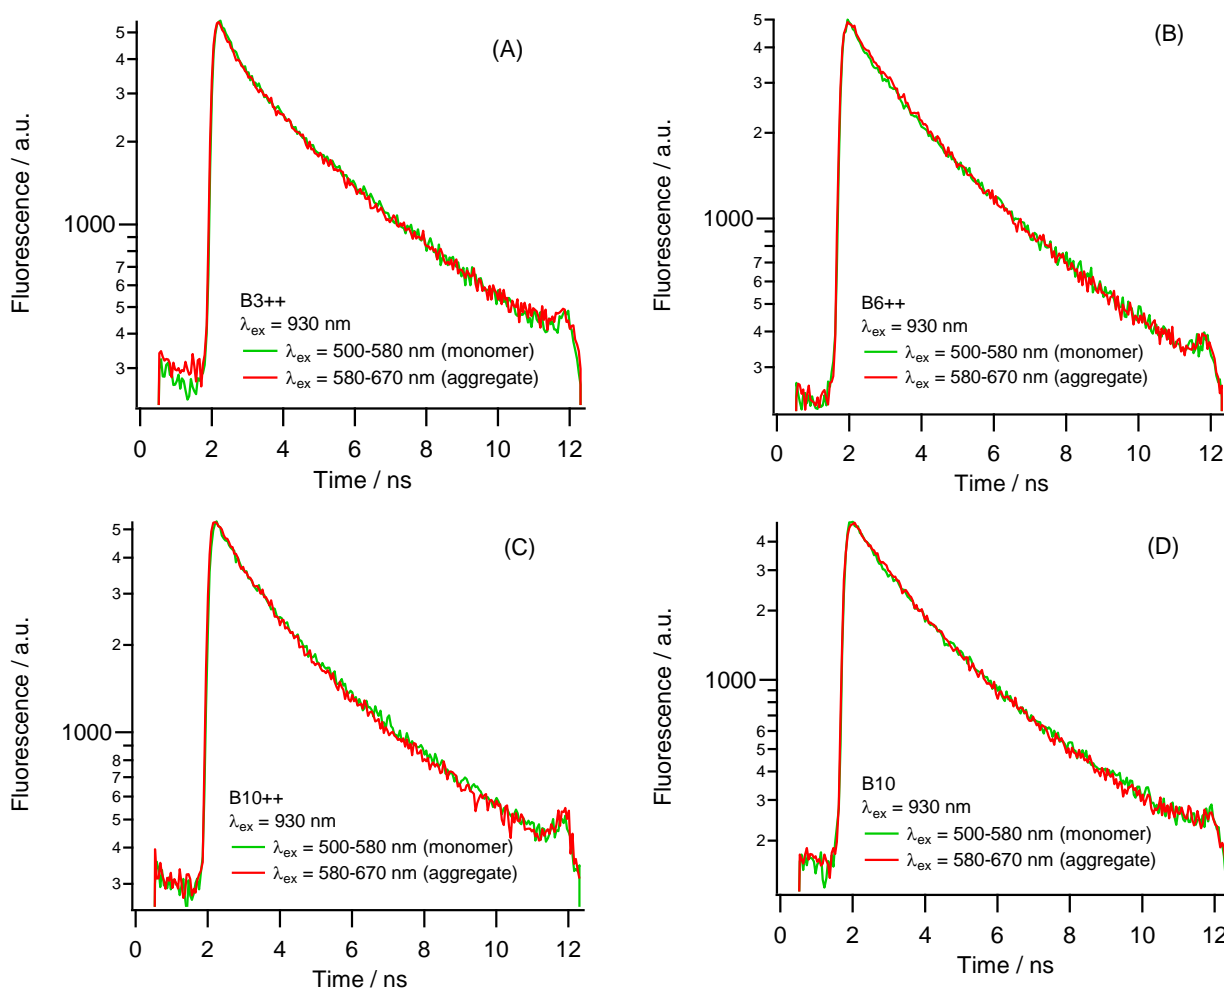 (A)
Fluorescence / a.u.
5
4
3
2
1000
7
6
5
4
3
B3++
λex = 930 nm
λex = 500-580 nm (monomer)
λex = 580-670 nm (aggregate)
0 2 4 6 8 10 12
Time / ns
(B)
Fluorescence / a.u.
5
4
3
2
1000
7
6
5
4
3
B6++
λex = 930 nm
λex = 500-580 nm (monomer)
λex = 580-670 nm (aggregate)
0 2 4 6 8 10 12
Time / ns
(C)
Fluorescence / a.u.
5
4
3
2
1000
8
7
6
5
4
3
B10++
λex = 930 nm
λex = 500-580 nm (monomer)
λex = 580-670 nm (aggregate)
0 2 4 6 8 10 12
Time / ns
(D)
Fluorescence / a.u.
4
3
2
1000
7
6
5
4
3
2
B10
λex = 930 nm
λex = 500-580 nm (monomer)
λex = 580-670 nm (aggregate)
0 2 4 6 8 10 12
Time / ns